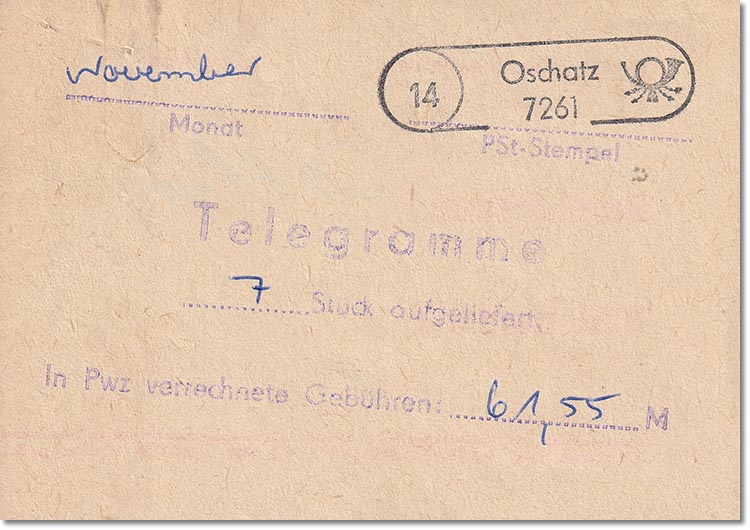 November
Monat
14 Oschatz
7261
PSt-Stempel
Telegramme
7 Stück aufgeliefert
In Pwz verrechnete Gebühren: 61,55 M